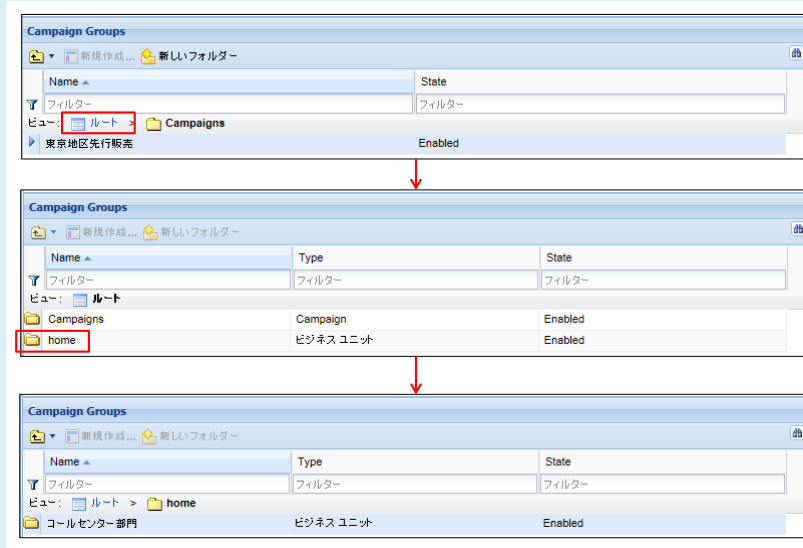 Campaign Groups
新規作成... 新しいフォルダー
Name State
フィルター フィルター
ビュー: ルート > Campaigns
東京地区先行販売 Enabled
Campaign Groups
新規作成... 新しいフォルダー
Name Type State
フィルター フィルター フィルター
ビュー: ルート
Campaigns Campaign Enabled
home ビジネス ユニット Enabled
Campaign Groups
新規作成... 新しいフォルダー
Name Type State
フィルター フィルター フィルター
ビュー: ルート > home
コールセンター部門 ビジネス ユニット Enabled